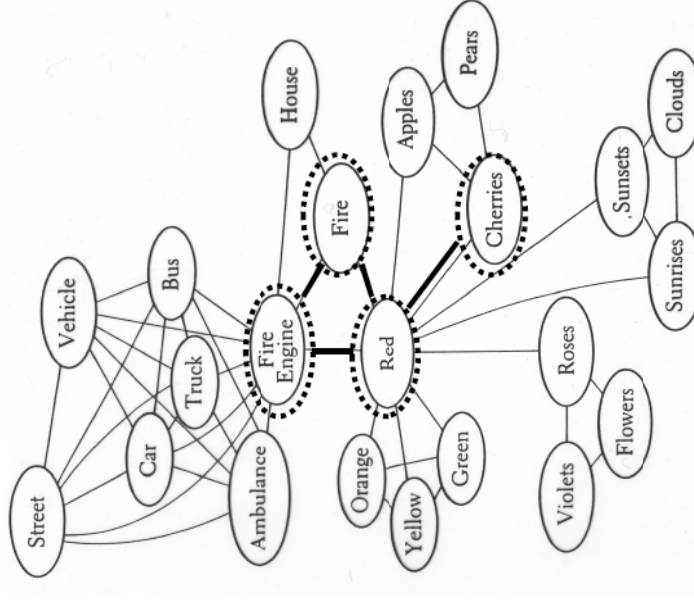 Street
Vehicle
Car
Bus
Truck
Ambulance
Fire
Engine
House
Fire
Orange
Red
Apples
Yellow
Green
Pears
Cherries
Violets
Roses
Flowers
Sunsets
Sunrises
Clouds